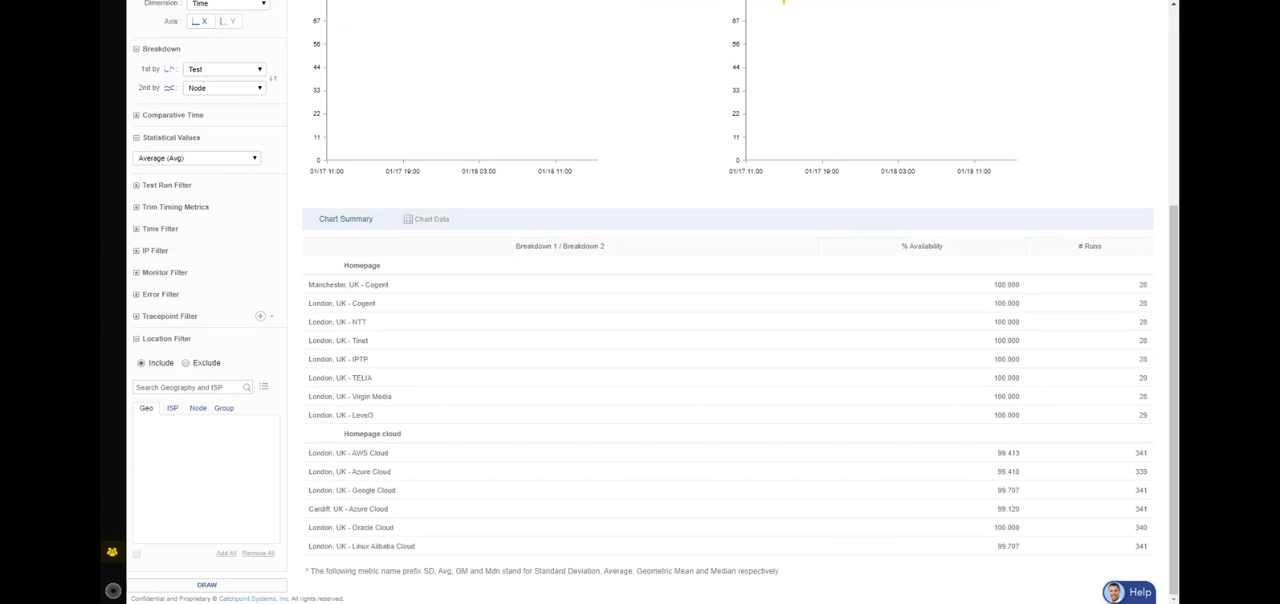 Dimension : Time
Axis : X Y
Breakdown
1st by : Test
2nd by : Node
Comparative Time
Statistical Values
Average (Avg)
Test Run Filter
Trim Timing Metrics
Time Filter
IP Filter
Monitor Filter
Error Filter
Tracepoint Filter
Location Filter
Include Exclude
Search Geography and ISP
Geo ISP Node Group
Add All Remove All
DRAW
Confidential and Proprietary © Catchpoint Systems, Inc. All rights reserved.
67
56
44
33
22
11
0
01/17 11:00 01/17 19:00 01/18 03:00 01/18 11:00
67
56
44
33
22
11
0
01/17 11:00 01/17 19:00 01/18 03:00 01/18 11:00
Chart Summary Chart Data
Breakdown 1 / Breakdown 2 % Availability # Runs
Homepage
Manchester, UK - Cogent 100.000 28
London, UK - Cogent 100.000 28
London, UK - NTT 100.000 28
London, UK - Tinet 100.000 28
London, UK - IPTP 100.000 28
London, UK - TELIA 100.000 29
London, UK - Virgin Media 100.000 28
London, UK - Level3 100.000 29
Homepage cloud
London, UK - AWS Cloud 99.413 341
London, UK - Azure Cloud 99.410 339
London, UK - Google Cloud 99.707 341
Cardiff, UK - Azure Cloud 99.120 341
London, UK - Oracle Cloud 100.000 340
London, UK - Linux Alibaba Cloud 99.707 341
* The following metric name prefix SD, Avg, GM and Mdn stand for Standard Deviation, Average, Geometric Mean and Median respectively.
Help